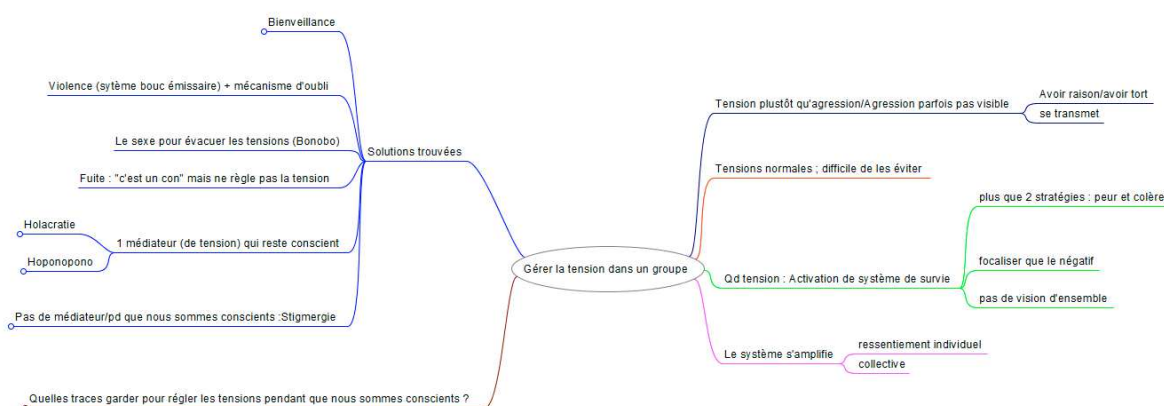 Bienveillance
Violence (sytème bouc émissaire) + mécanisme d'oubli
Le sexe pour évacuer les tensions (Bonobo)
Solutions trouvées
Fuite : "c'est un con" mais ne règle pas la tension
Holacratie
1 médiateur (de tension) qui reste conscient
Hoponopono
Pas de médiateur/pd que nous sommes conscients :Stigmergie
Quelles traces garder pour régler les tensions pendant que nous sommes conscients ?
Gérer la tension dans un groupe
Tension plustôt qu'agression/Agression parfois pas visible
Avoir raison/avoir tort
se transmet
Tensions normales ; difficile de les éviter
Qd tension : Activation de système de survie
plus que 2 stratégies : peur et colère
focaliser que le négatif
pas de vision d'ensemble
Le système s'amplifie
ressentiement individuel
collective